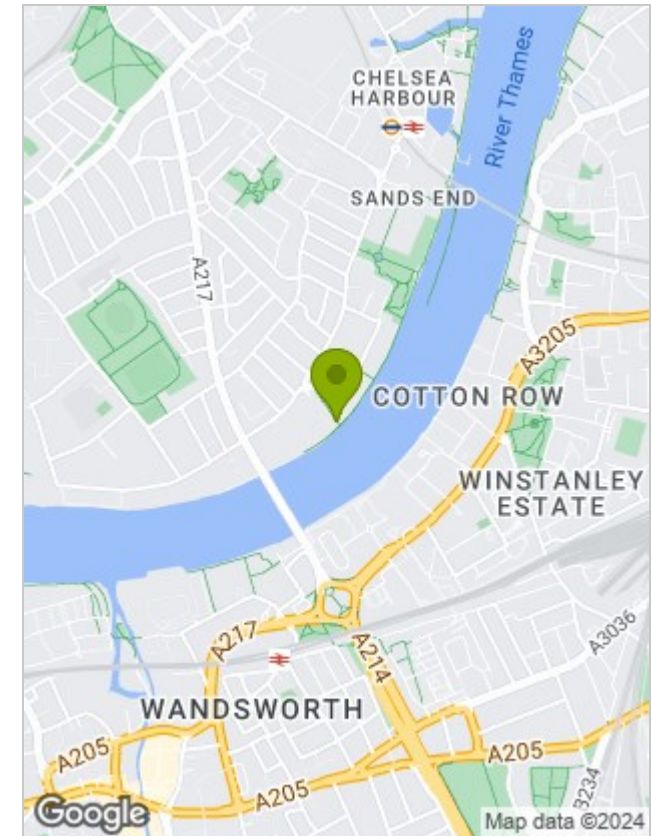 CHELSEA
HARBOUR
River Thames
SANDS END
A217
A3205
COTTON ROW
WINSTANLEY
ESTATE
A217
A214
A3036
WANDSWORTH
A205
A205
A205
3234
Google
Map data ©2024